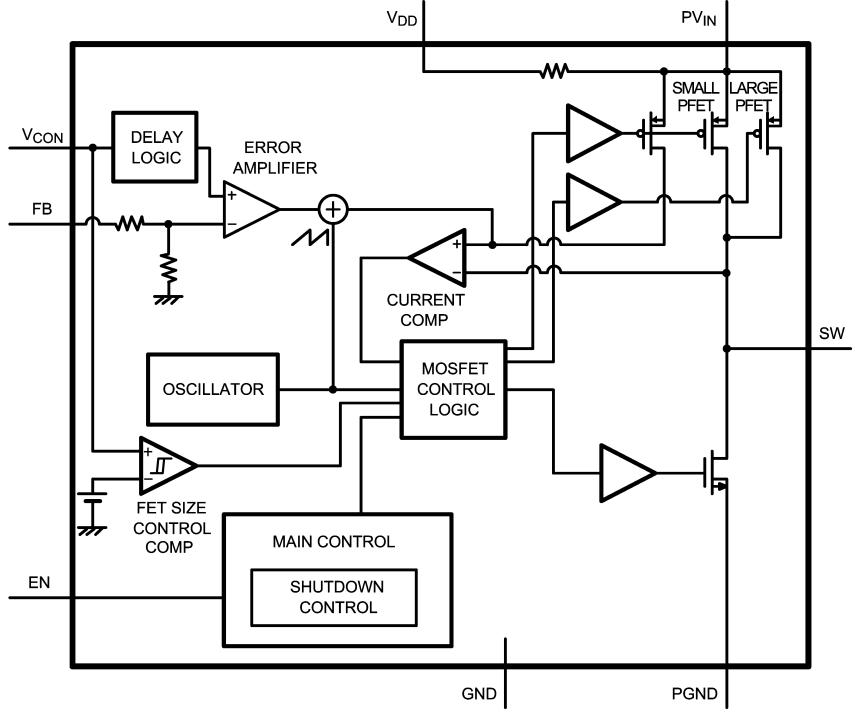 VDD
PVIN
SMALL
PFET
LARGE
PFET
VCON
DELAY
LOGIC
ERROR
AMPLIFIER
+
−
+
FB
+
−
CURRENT
COMP
SW
OSCILLATOR
MOSFET
CONTROL
LOGIC
+
−
FET SIZE
CONTROL
COMP
MAIN CONTROL
EN
SHUTDOWN
CONTROL
GND
PGND